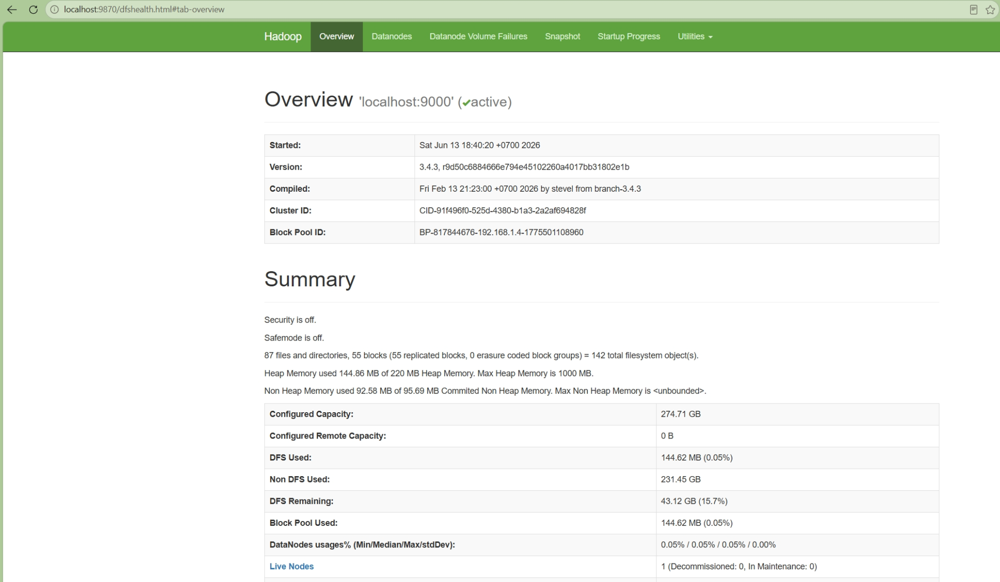 localhost:9870/dfshealth.html#tab-overview
Hadoop Overview Datanodes Datanode Volume Failures Snapshot Startup Progress Utilities
Overview 'localhost:9000' (✔active)
Started: Sat Jun 13 18:40:20 +0700 2026
Version: 3.4.3, r9d50c6884666e794e45102260a4017bb31802e1b
Compiled: Fri Feb 13 21:23:00 +0700 2026 by stevel from branch-3.4.3
Cluster ID: CID-91f496f0-525d-4380-b1a3-2a2af694828f
Block Pool ID: BP-817844676-192.168.1.4-1775501108960
Summary
Security is off.
Safemode is off.
87 files and directories, 55 blocks (55 replicated blocks, 0 erasure coded block groups) = 142 total filesystem object(s).
Heap Memory used 144.86 MB of 220 MB Heap Memory. Max Heap Memory is 1000 MB.
Non Heap Memory used 92.58 MB of 95.69 MB Commited Non Heap Memory. Max Non Heap Memory is <unbounded>.
Configured Capacity: 274.71 GB
Configured Remote Capacity: 0 B
DFS Used: 144.62 MB (0.05%)
Non DFS Used: 231.45 GB
DFS Remaining: 43.12 GB (15.7%)
Block Pool Used: 144.62 MB (0.05%)
DataNodes usages% (Min/Median/Max/stdDev): 0.05% / 0.05% / 0.05% / 0.00%
Live Nodes 1 (Decommissioned: 0, In Maintenance: 0)